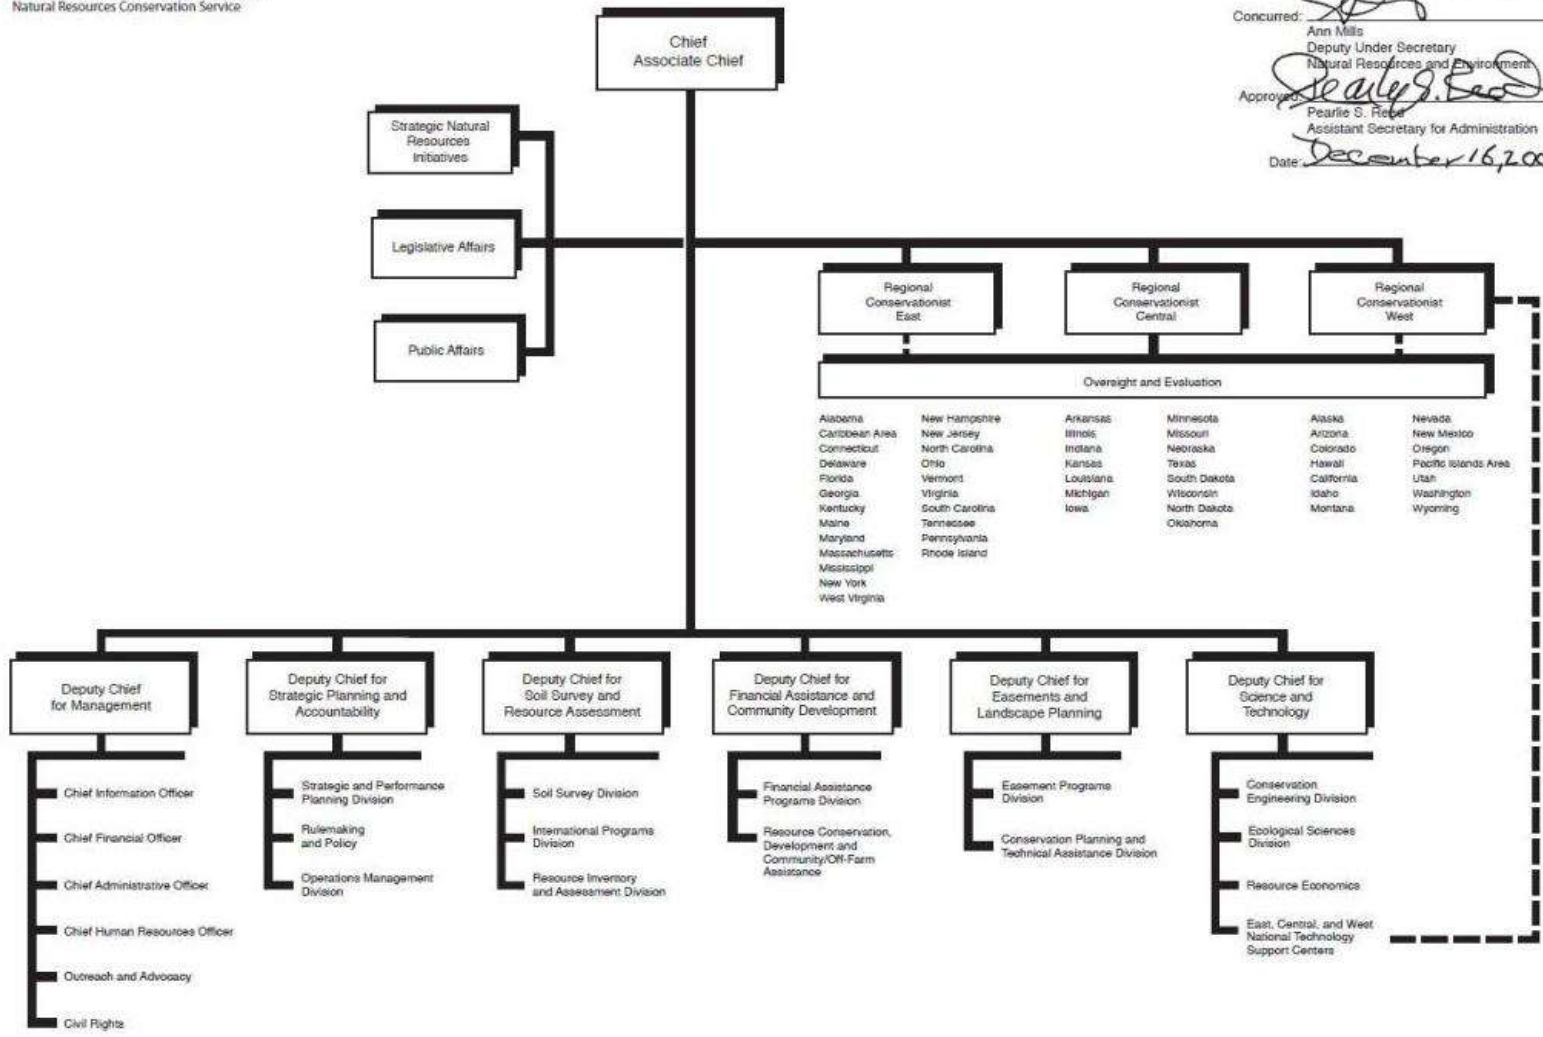 Natural Resources Conservation Service
Chief
Associate Chief
Concurred:
Ann Mills
Deputy Under Secretary
Natural Resources and Environment
Approved:
Pearlie S. Reed
Pearlie S. Reed
Assistant Secretary for Administration
Date: December 16, 200
Strategic Natural
Resources
Initiatives
Legislative Affairs
Public Affairs
Regional
Conservationist
East
Regional
Conservationist
Central
Regional
Conservationist
West
Oversight and Evaluation
Alabama
Caribbean Area
Connecticut
Delaware
Florida
Georgia
Kentucky
Maine
Maryland
Massachusetts
Mississippi
New York
West Virginia
New Hampshire
New Jersey
North Carolina
Ohio
Vermont
Virginia
South Carolina
Tennessee
Pennsylvania
Rhode Island
Arkansas
Illinois
Indiana
Kansas
Louisiana
Michigan
Iowa
Minnesota
Missouri
Nebraska
Texas
South Dakota
Wisconsin
North Dakota
Oklahoma
Alaska
Arizona
Colorado
Hawaii
California
Idaho
Montana
Nevada
New Mexico
Oregon
Pacific Islands Area
Utah
Washington
Wyoming
Deputy Chief
for Management
Chief Information Officer
Chief Financial Officer
Chief Administrative Officer
Chief Human Resources Officer
Outreach and Advocacy
Civil Rights
Deputy Chief for
Strategic Planning and
Accountability
Strategic and Performance
Planning Division
Rulemaking
and Policy
Operations Management
Division
Deputy Chief for
Soil Survey and
Resource Assessment
Soil Survey Division
International Programs
Division
Resource Inventory
and Assessment Division
Deputy Chief for
Financial Assistance and
Community Development
Financial Assistance
Programs Division
Resource Conservation,
Development and
Community/Off-Farm
Assistance
Deputy Chief for
Easements and
Landscape Planning
Easement Programs
Division
Conservation Planning and
Technical Assistance Division
Deputy Chief for
Science and
Technology
Conservation
Engineering Division
Ecological Sciences
Division
Resource Economics
East, Central, and West
National Technology
Support Centers